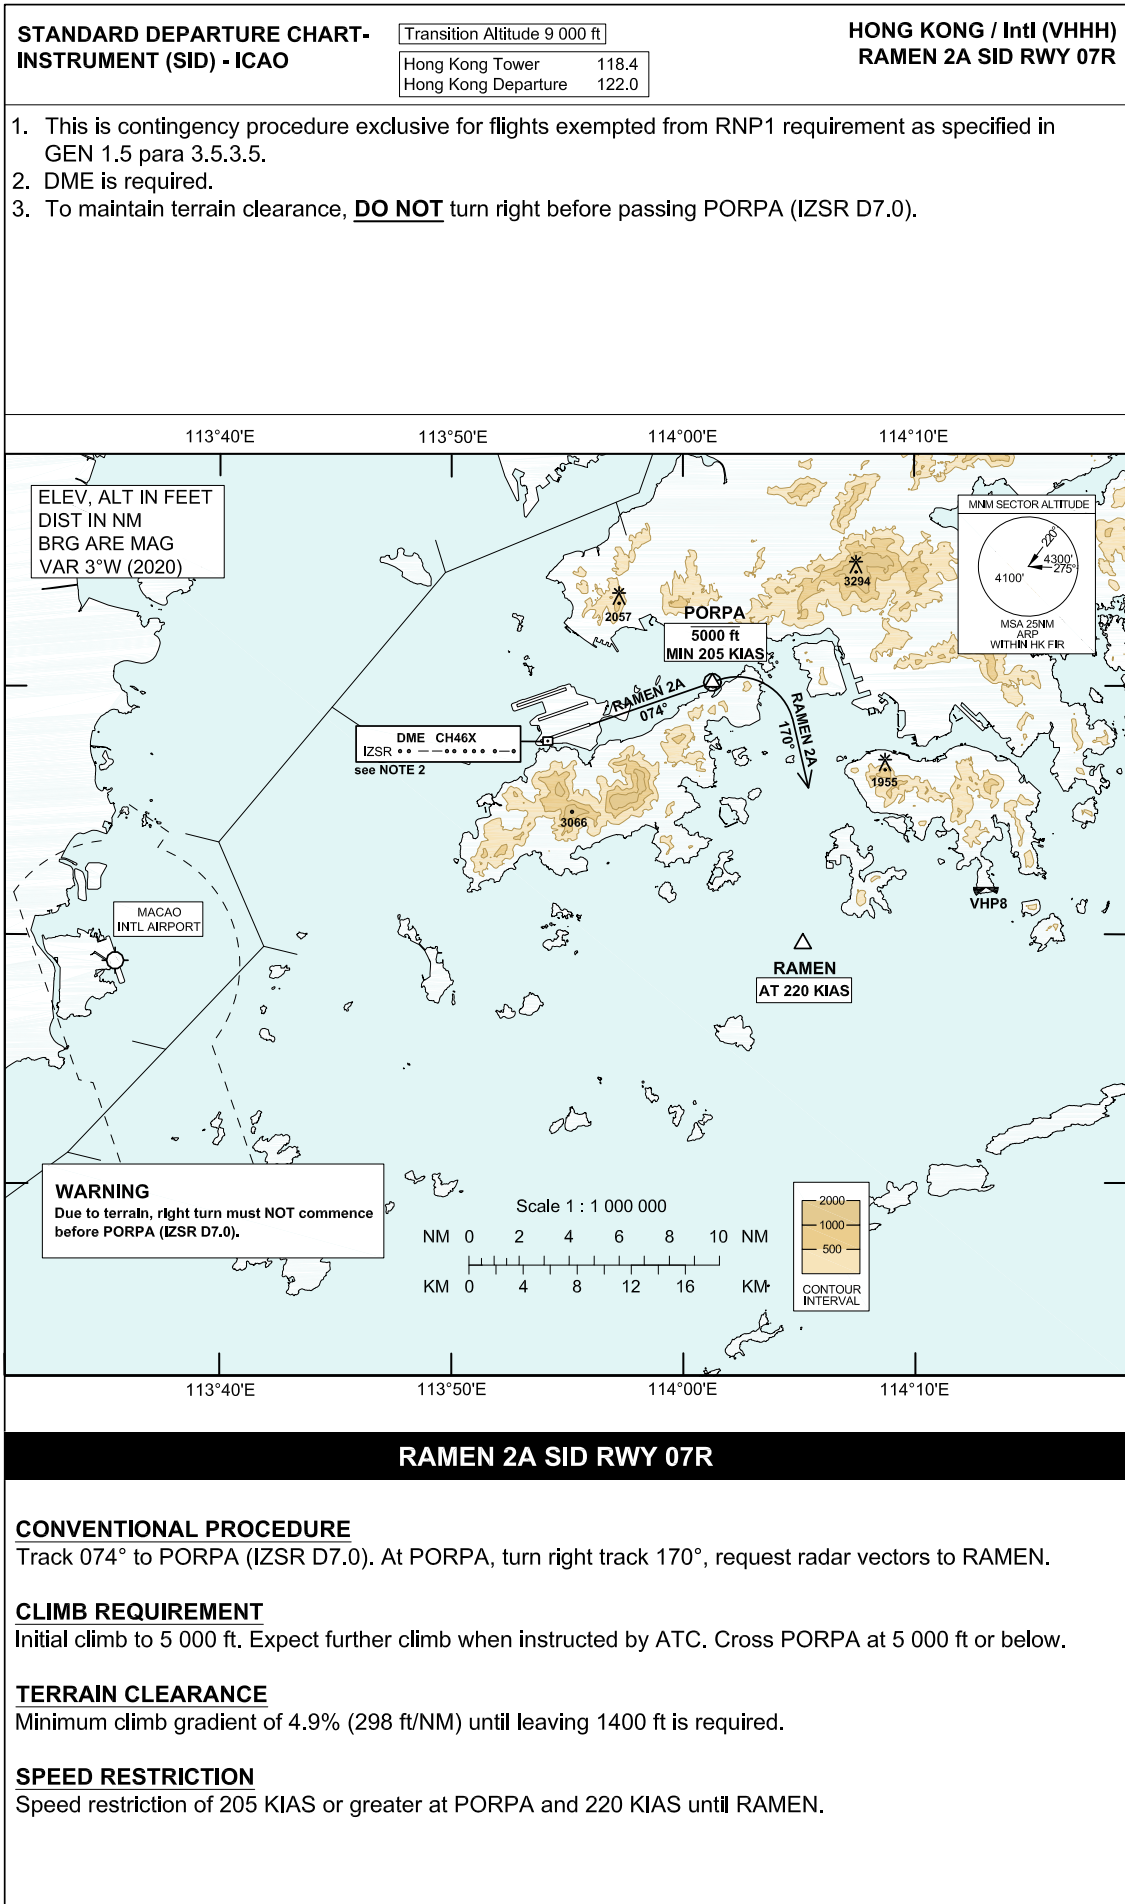 STANDARD DEPARTURE CHART-
INSTRUMENT (SID) - ICAO
Transition Altitude 9 000 ft
Hong Kong Tower 118.4
Hong Kong Departure 122.0
HONG KONG / Intl (VHHH)
RAMEN 2A SID RWY 07R
1. This is contingency procedure exclusive for flights exempted from RNP1 requirement as specified in
GEN 1.5 para 3.5.3.5.
2. DME is required.
3. To maintain terrain clearance, DO NOT turn right before passing PORPA (IZSR D7.0).
113°40'E 113°50'E 114°00'E 114°10'E
ELEV, ALT IN FEET
DIST IN NM
BRG ARE MAG
VAR 3°W (2020)
MNM SECTOR ALTITUDE
220°
4300'
275°
4100'
MSA 25NM
ARP
WITHIN HK FIR
3294
2057
PORPA
5000 ft
MIN 205 KIAS
RAMEN 2A
074°
RAMEN 2A
170°
DME CH46X
IZSR
see NOTE 2
1955
3066
VHP8
MACAO
INTL AIRPORT
RAMEN
AT 220 KIAS
WARNING
Due to terrain, right turn must NOT commence
before PORPA (IZSR D7.0).
Scale 1 : 1 000 000
NM 0 2 4 6 8 10 NM
KM 0 4 8 12 16 KM
2000
1000
500
CONTOUR
INTERVAL
113°40'E 113°50'E 114°00'E 114°10'E
RAMEN 2A SID RWY 07R
CONVENTIONAL PROCEDURE
Track 074° to PORPA (IZSR D7.0). At PORPA, turn right track 170°, request radar vectors to RAMEN.
CLIMB REQUIREMENT
Initial climb to 5 000 ft. Expect further climb when instructed by ATC. Cross PORPA at 5 000 ft or below.
TERRAIN CLEARANCE
Minimum climb gradient of 4.9% (298 ft/NM) until leaving 1400 ft is required.
SPEED RESTRICTION
Speed restriction of 205 KIAS or greater at PORPA and 220 KIAS until RAMEN.